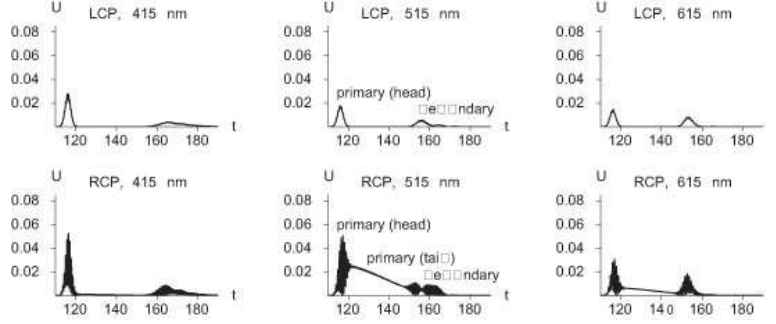 U LCP, 415 nm
0.08
0.06
0.04
0.02
120 140 160 180 t
U LCP, 515 nm
0.08
0.06
0.04
primary (head)
0.02
120 140 160 180 t
U LCP, 615 nm
0.08
0.06
0.04
0.02
120 140 160 180
U RCP, 415 nm
0.08
0.06
0.04
0.02
120 140 160 180 t
U RCP, 515 nm
0.08
primary (head)
0.06
0.04
primary
0.02
120 140 160 180 t
U RCP, 615 nm
0.08
0.06
0.04
0.02
120 140 160 180